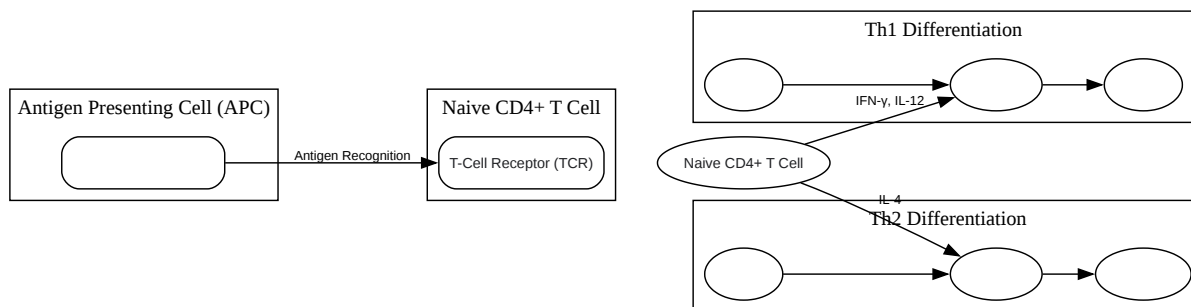 Antigen Presenting Cell (APC)
Antigen Recognition
Naive CD4+ T Cell
T-Cell Receptor (TCR)
Th1 Differentiation
IFN-γ, IL-12
Naive CD4+ T Cell
IL-4
Th2 Differentiation